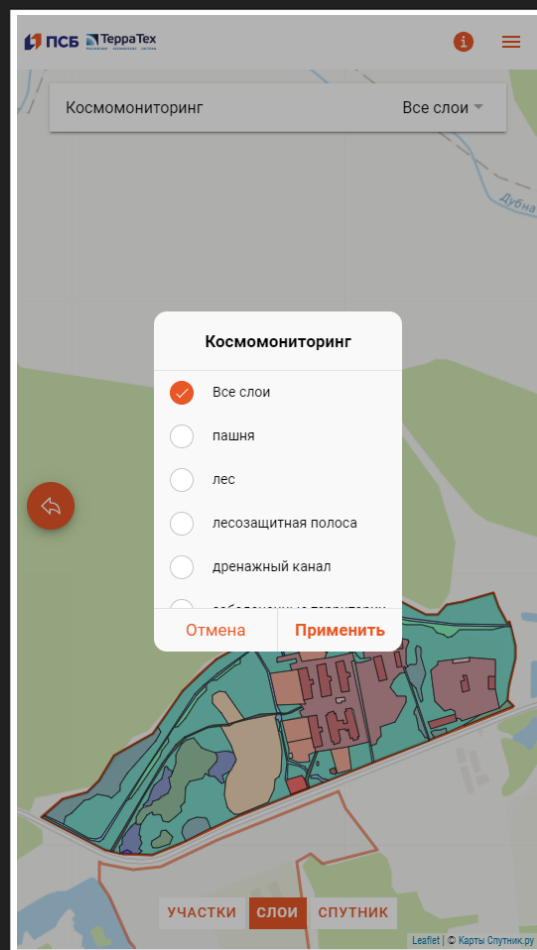 ПСБ ТерраТех
Космомониторинг Все слои
Дубна
Космомониторинг
Все слои
пашня
лес
лесозащитная полоса
дренажный канал
Отмена Применить
УЧАСТКИ СЛОИ СПУТНИК
Leaflet | © Карты Спутник.ру